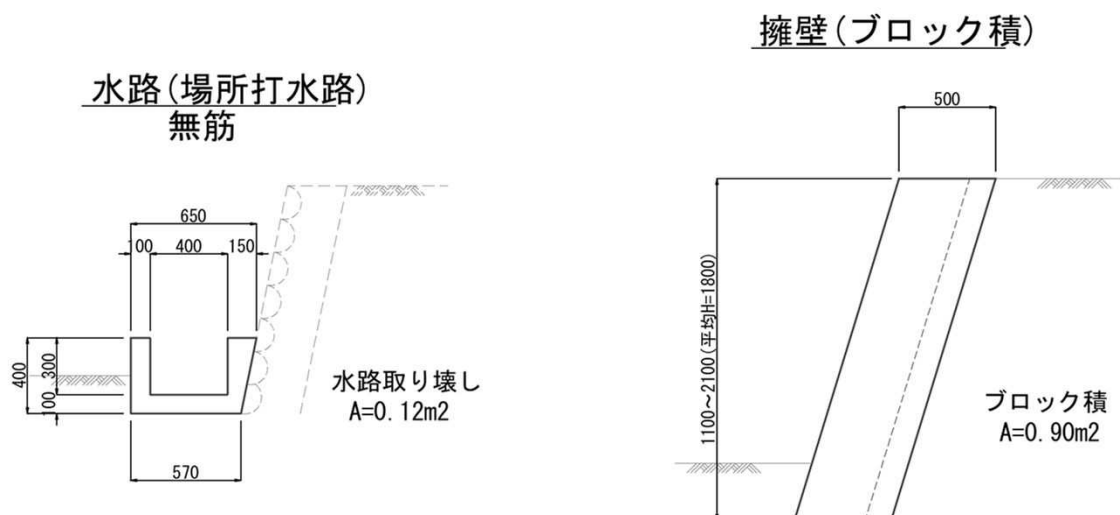 擁壁(ブロック積)
水路(場所打水路)
無筋
500
650
100
400
150
400
300
100
570
水路取り壊し
A=0.12m2
1100～2100(平均H=1800)
ブロック積
A=0.90m2